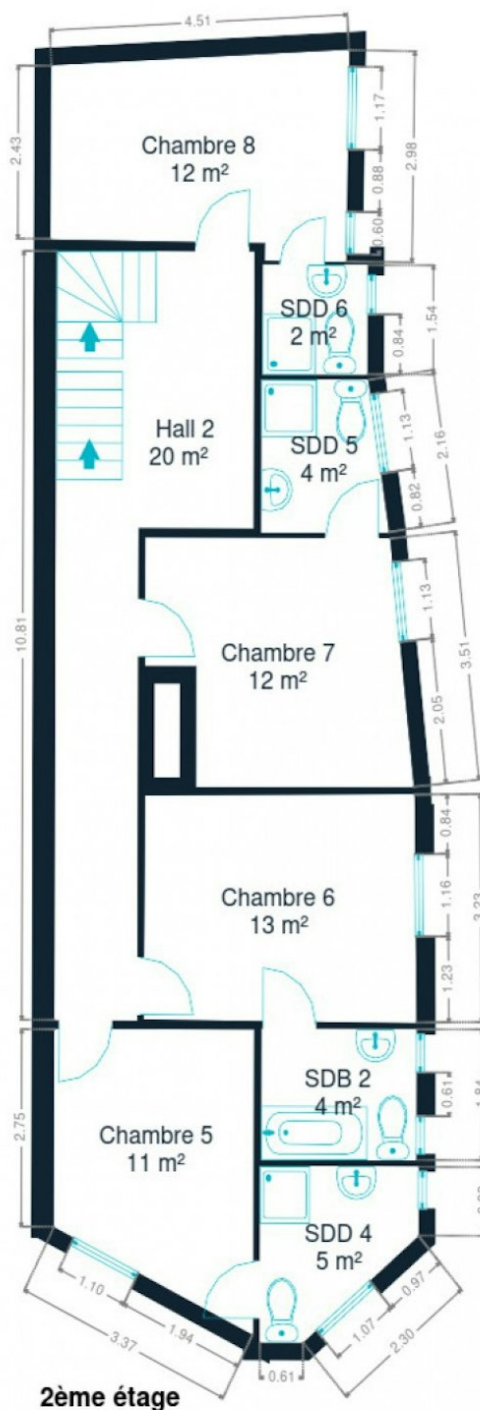 4.51
2.43
Chambre 8
12 m²
1.17
0.88
0.60
2.98
SDD 6
2 m²
0.84
1.54
Hall 2
20 m²
SDD 5
4 m²
1.13
0.82
2.16
10.81
Chambre 7
12 m²
1.13
2.05
3.51
Chambre 6
13 m²
0.84
1.16
1.23
3.23
SDB 2
4 m²
0.61
1.84
2.75
Chambre 5
11 m²
SDD 4
5 m²
1.10
1.94
3.37
0.61
1.07
0.97
2.30
2ème étage